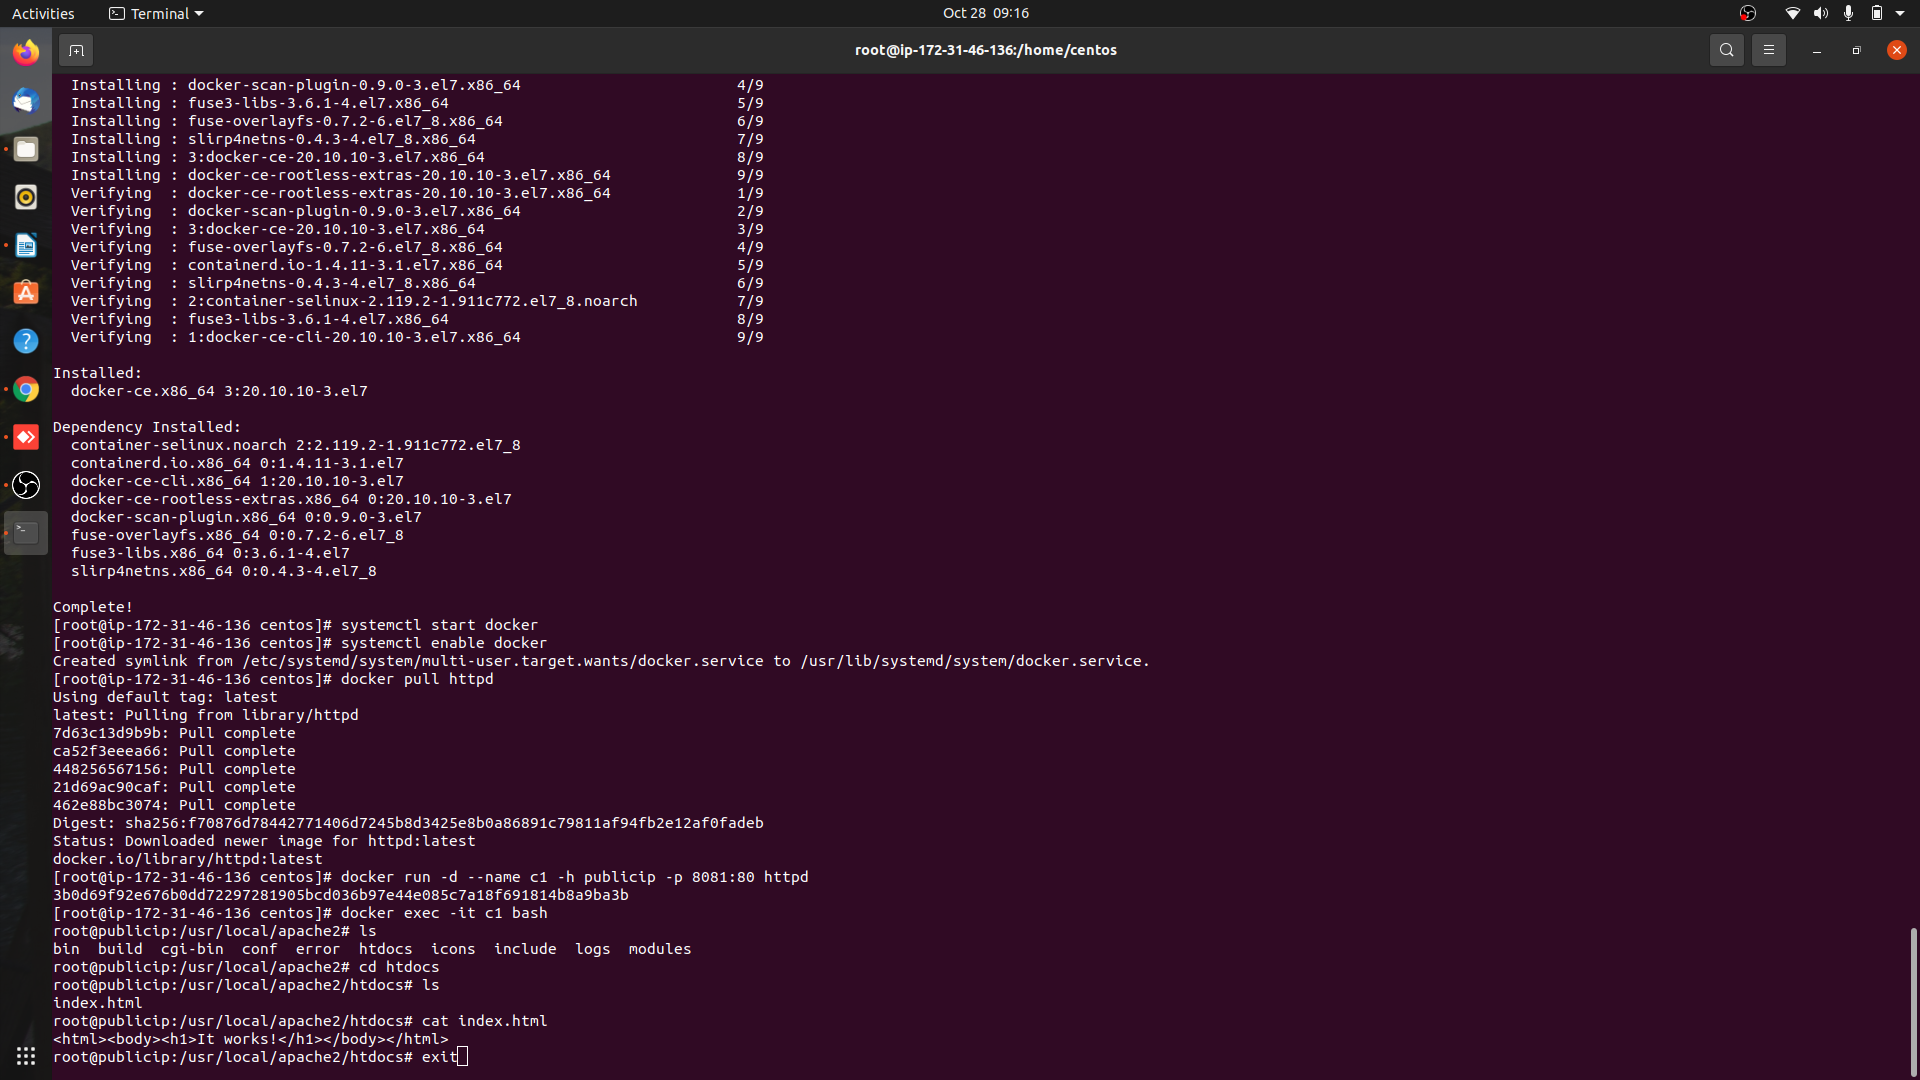 Activities
Terminal
Oct 28 09:16
root@ip-172-31-46-136:/home/centos
Installing : docker-scan-plugin-0.9.0-3.el7.x86_64 4/9
Installing : fuse3-libs-3.6.1-4.el7.x86_64 5/9
Installing : fuse-overlayfs-0.7.2-6.el7_8.x86_64 6/9
Installing : slirp4netns-0.4.3-4.el7_8.x86_64 7/9
Installing : 3:docker-ce-20.10.10-3.el7.x86_64 8/9
Installing : docker-ce-rootless-extras-20.10.10-3.el7.x86_64 9/9
Verifying : docker-ce-rootless-extras-20.10.10-3.el7.x86_64 1/9
Verifying : docker-scan-plugin-0.9.0-3.el7.x86_64 2/9
Verifying : 3:docker-ce-20.10.10-3.el7.x86_64 3/9
Verifying : fuse-overlayfs-0.7.2-6.el7_8.x86_64 4/9
Verifying : containerd.io-1.4.11-3.1.el7.x86_64 5/9
Verifying : slirp4netns-0.4.3-4.el7_8.x86_64 6/9
Verifying : 2:container-selinux-2.119.2-1.911c772.el7_8.noarch 7/9
Verifying : fuse3-libs-3.6.1-4.el7.x86_64 8/9
Verifying : 1:docker-ce-cli-20.10.10-3.el7.x86_64 9/9
Installed:
docker-ce.x86_64 3:20.10.10-3.el7
Dependency Installed:
container-selinux.noarch 2:2.119.2-1.911c772.el7_8
containerd.io.x86_64 0:1.4.11-3.1.el7
docker-ce-cli.x86_64 1:20.10.10-3.el7
docker-ce-rootless-extras.x86_64 0:20.10.10-3.el7
docker-scan-plugin.x86_64 0:0.9.0-3.el7
fuse-overlayfs.x86_64 0:0.7.2-6.el7_8
fuse3-libs.x86_64 0:3.6.1-4.el7
slirp4netns.x86_64 0:0.4.3-4.el7_8
Complete!
[root@ip-172-31-46-136 centos]# systemctl start docker
[root@ip-172-31-46-136 centos]# systemctl enable docker
Created symlink from /etc/systemd/system/multi-user.target.wants/docker.service to /usr/lib/systemd/system/docker.service.
[root@ip-172-31-46-136 centos]# docker pull httpd
Using default tag: latest
latest: Pulling from library/httpd
7d63c13d9b9b: Pull complete
ca52f3eeea66: Pull complete
448256567156: Pull complete
21d69ac90caf: Pull complete
462e88bc3074: Pull complete
Digest: sha256:f70876d78442771406d7245b8d3425e8b0a86891c79811af94fb2e12af0fadeb
Status: Downloaded newer image for httpd:latest
docker.io/library/httpd:latest
[root@ip-172-31-46-136 centos]# docker run -d --name c1 -h publicip -p 8081:80 httpd
3b0d69f92e676b0dd72297281905bcd036b97e44e085c7a18f691814b8a9ba3b
[root@ip-172-31-46-136 centos]# docker exec -it c1 bash
root@publicip:/usr/local/apache2# ls
bin build cgi-bin conf error htdocs icons include logs modules
root@publicip:/usr/local/apache2# cd htdocs
root@publicip:/usr/local/apache2/htdocs# ls
index.html
root@publicip:/usr/local/apache2/htdocs# cat index.html
<html><body><h1>It works!</h1></body></html>
root@publicip:/usr/local/apache2/htdocs# exit